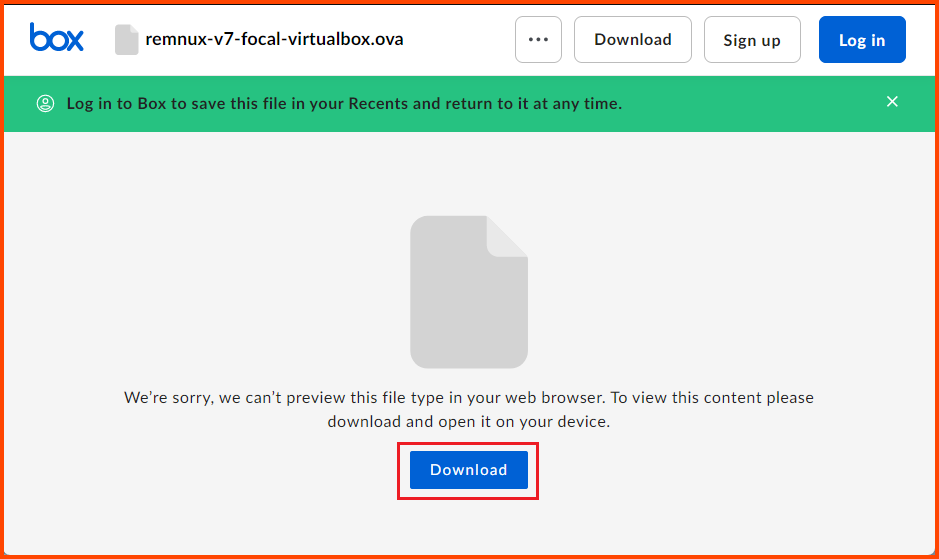 box
remnux-v7-focal-virtualbox.ova
Download
Sign up
Log in
Log in to Box to save this file in your Recents and return to it at any time.
We’re sorry, we can’t preview this file type in your web browser. To view this content please
download and open it on your device.
Download